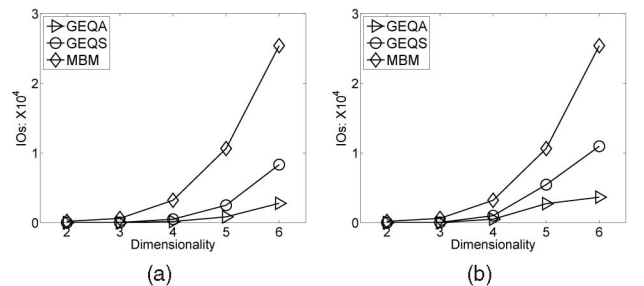 3
GEQA
GEQS
MBM
2
IOs: X10^4
1
0
2 3 4 5 6
Dimensionality
(a)
3
GEQA
GEQS
MBM
2
IOs: X10^4
1
0
2 3 4 5 6
Dimensionality
(b)